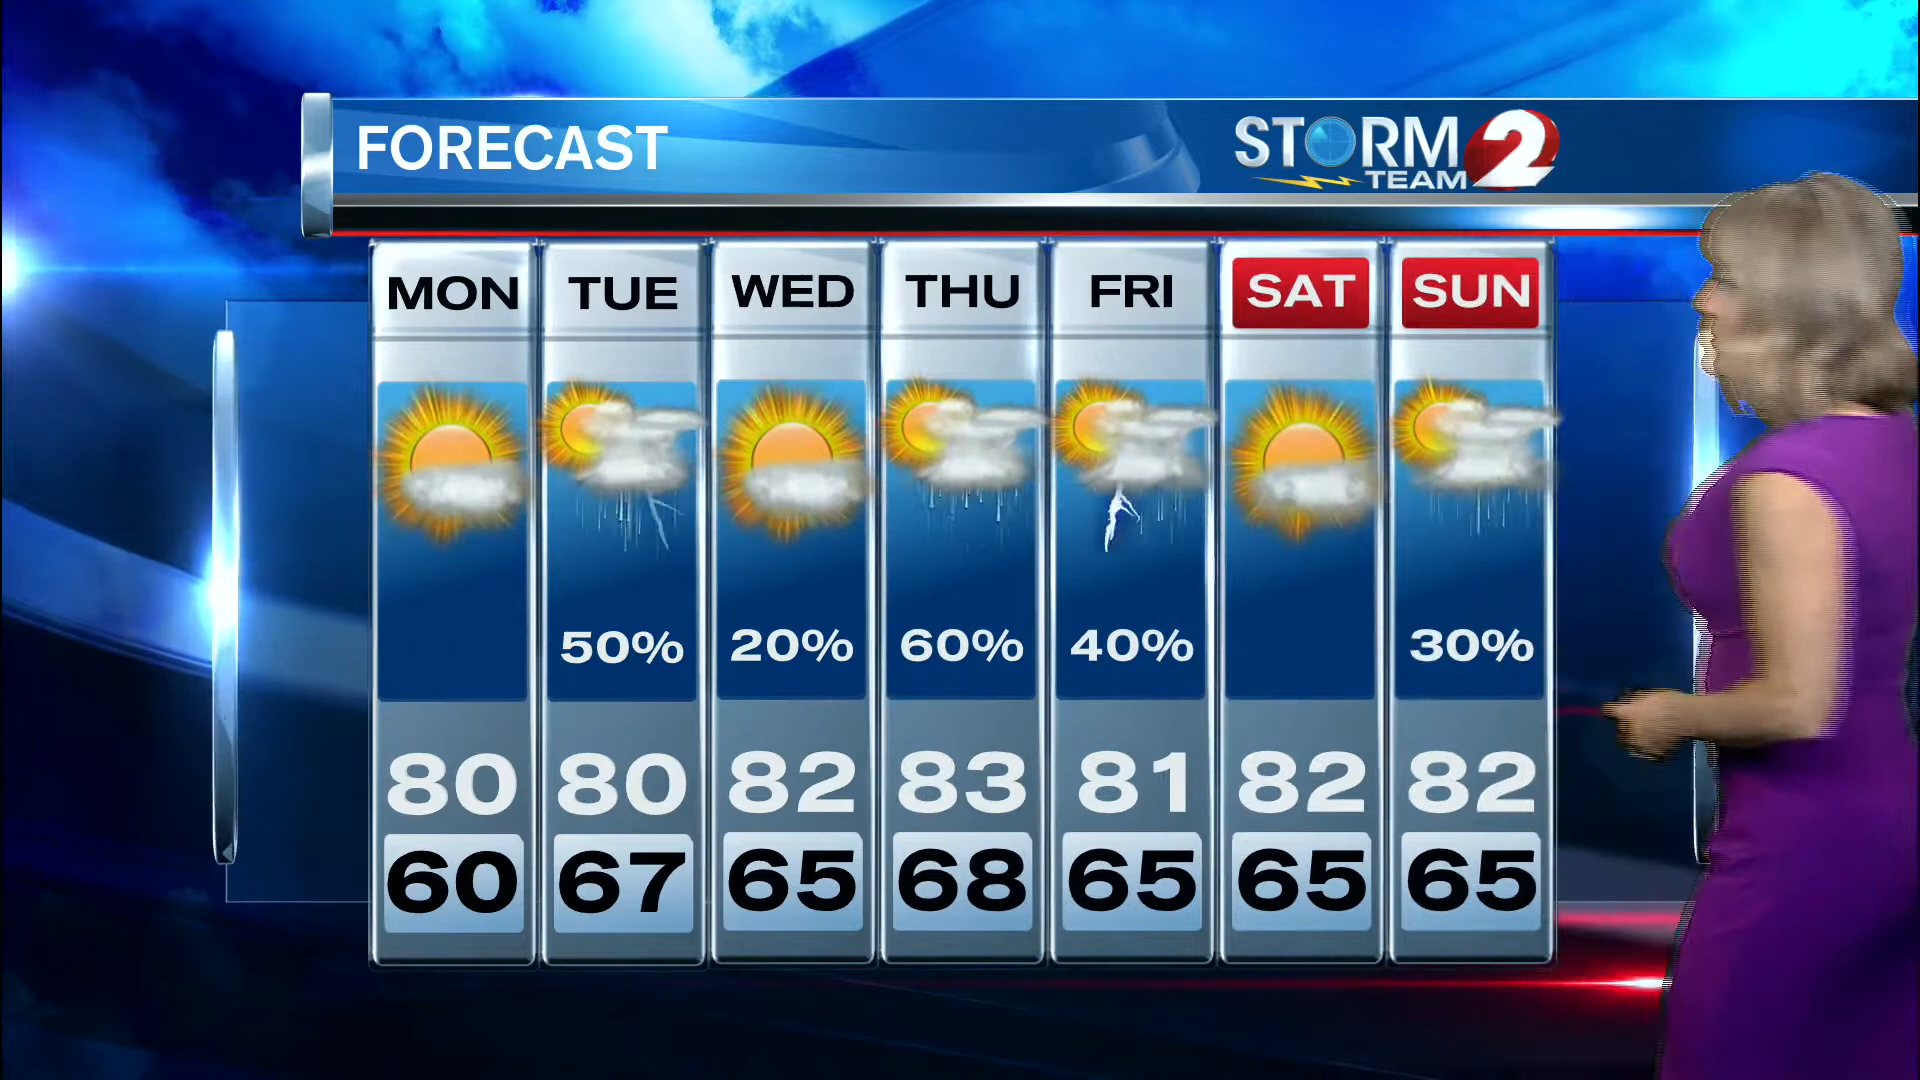 FORECAST
STORM
TEAM 2
MON TUE WED THU FRI SAT SUN
50% 20% 60% 40% 30%
80 80 82 83 81 82 82
60 67 65 68 65 65 65